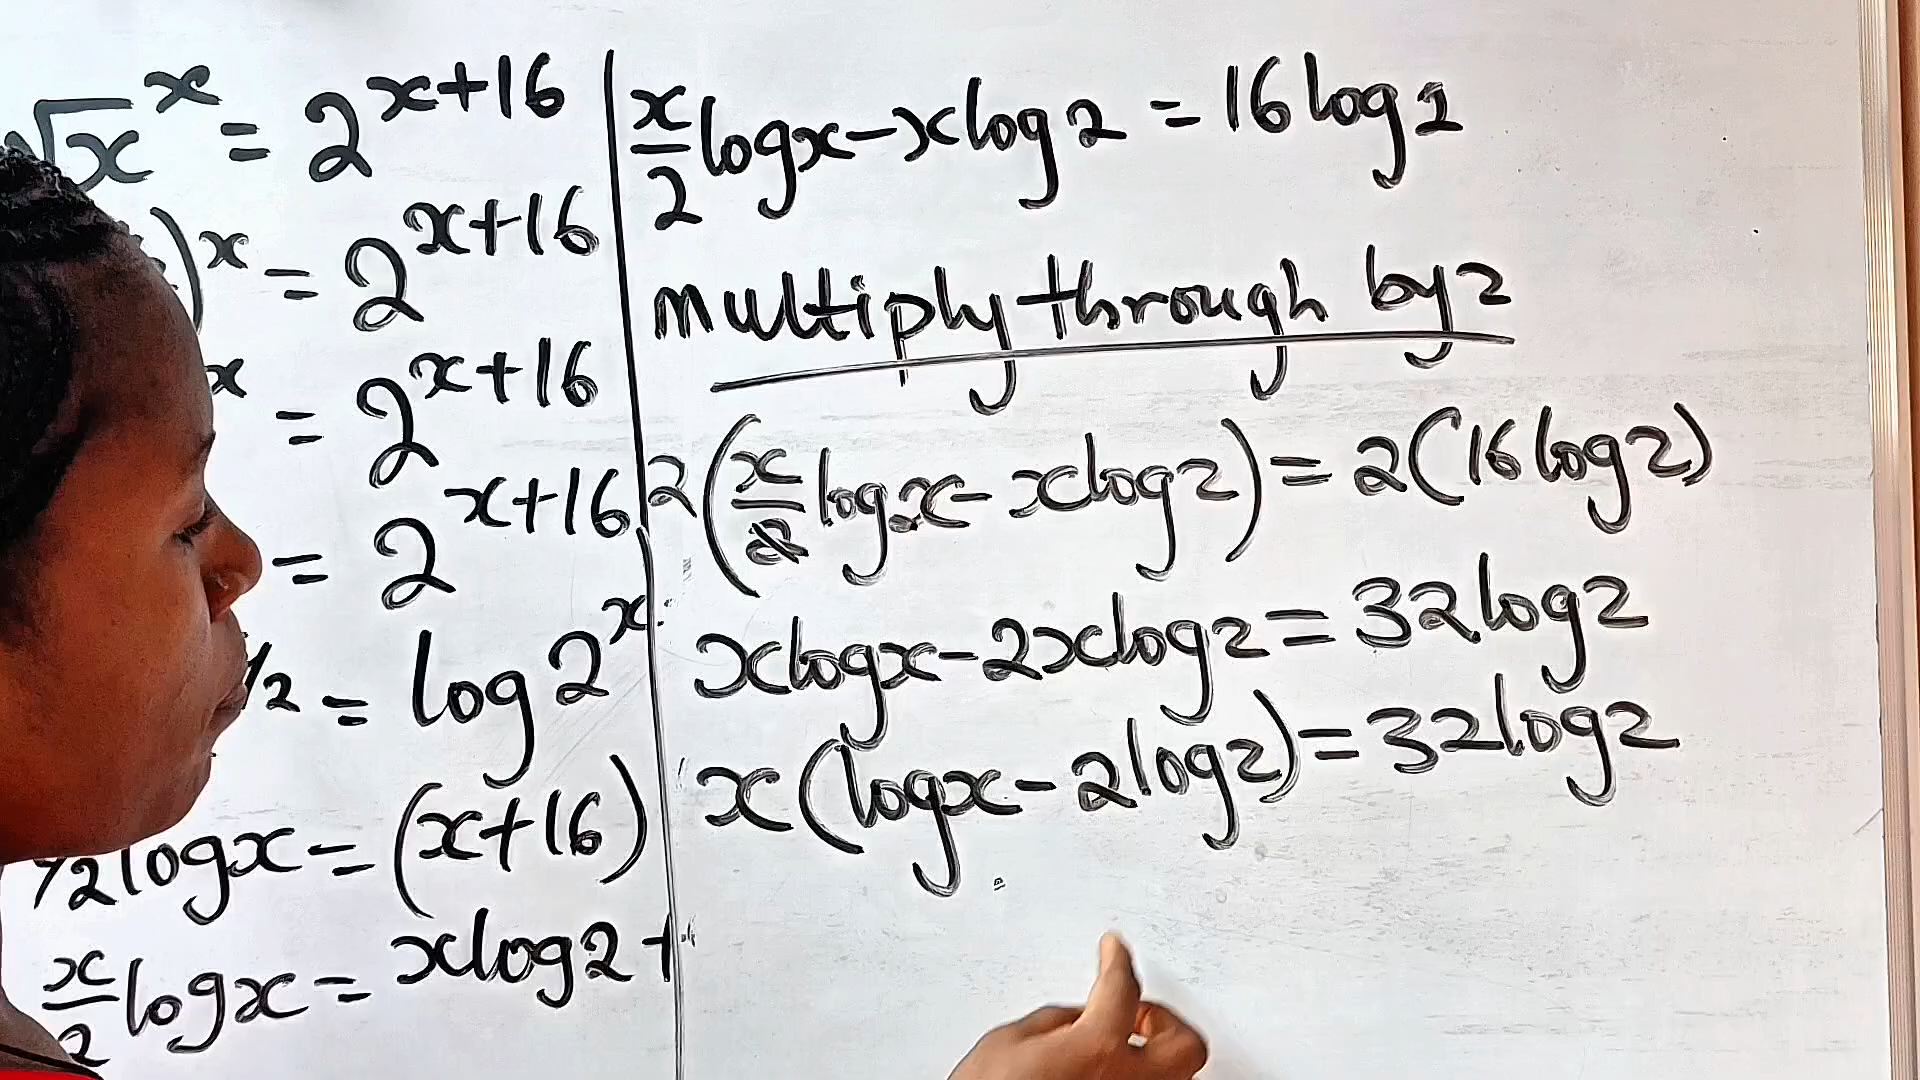 √x^x = 2^(x+16)
)^x = 2^(x+16)
x = 2^(x+16)
= 2^(x+16)
1/2 = log 2^x
1/2 log x = (x+16)
x/2 log x = x log 2 +
x/2 log x - x log 2 = 16 log 2
multiply through by 2
2(x/2 log x - x log 2) = 2(16 log 2)
x log x - 2x log 2 = 32 log 2
x(log x - 2 log 2) = 32 log 2